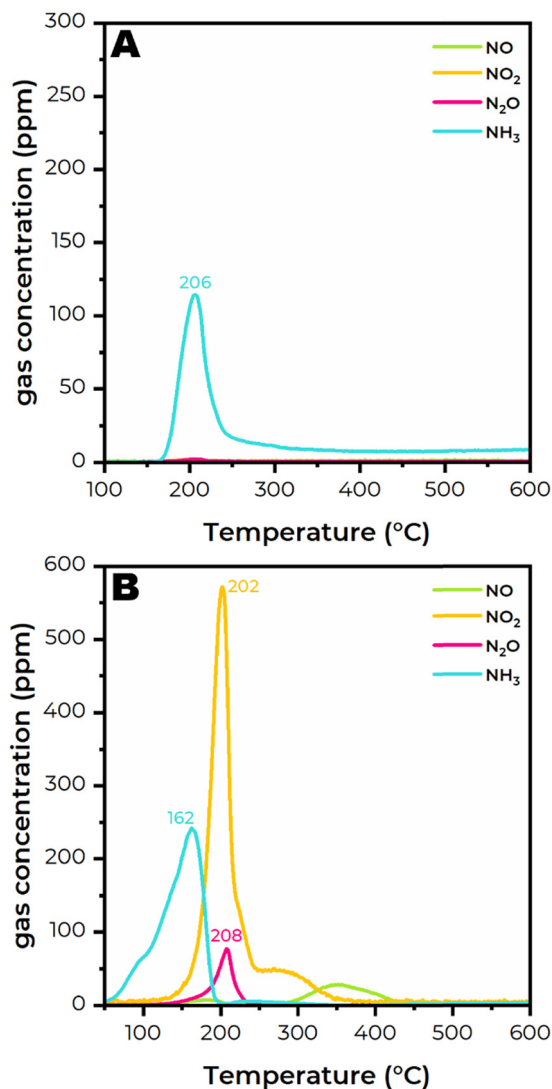 A
300
250
200
150
100
50
0
gas concentration (ppm)
NO
NO₂
N₂O
NH₃
206
100 200 300 400 500 600
Temperature (°C)
B
600
500
400
300
200
100
0
gas concentration (ppm)
NO
NO₂
N₂O
NH₃
202
162
208
100 200 300 400 500 600
Temperature (°C)